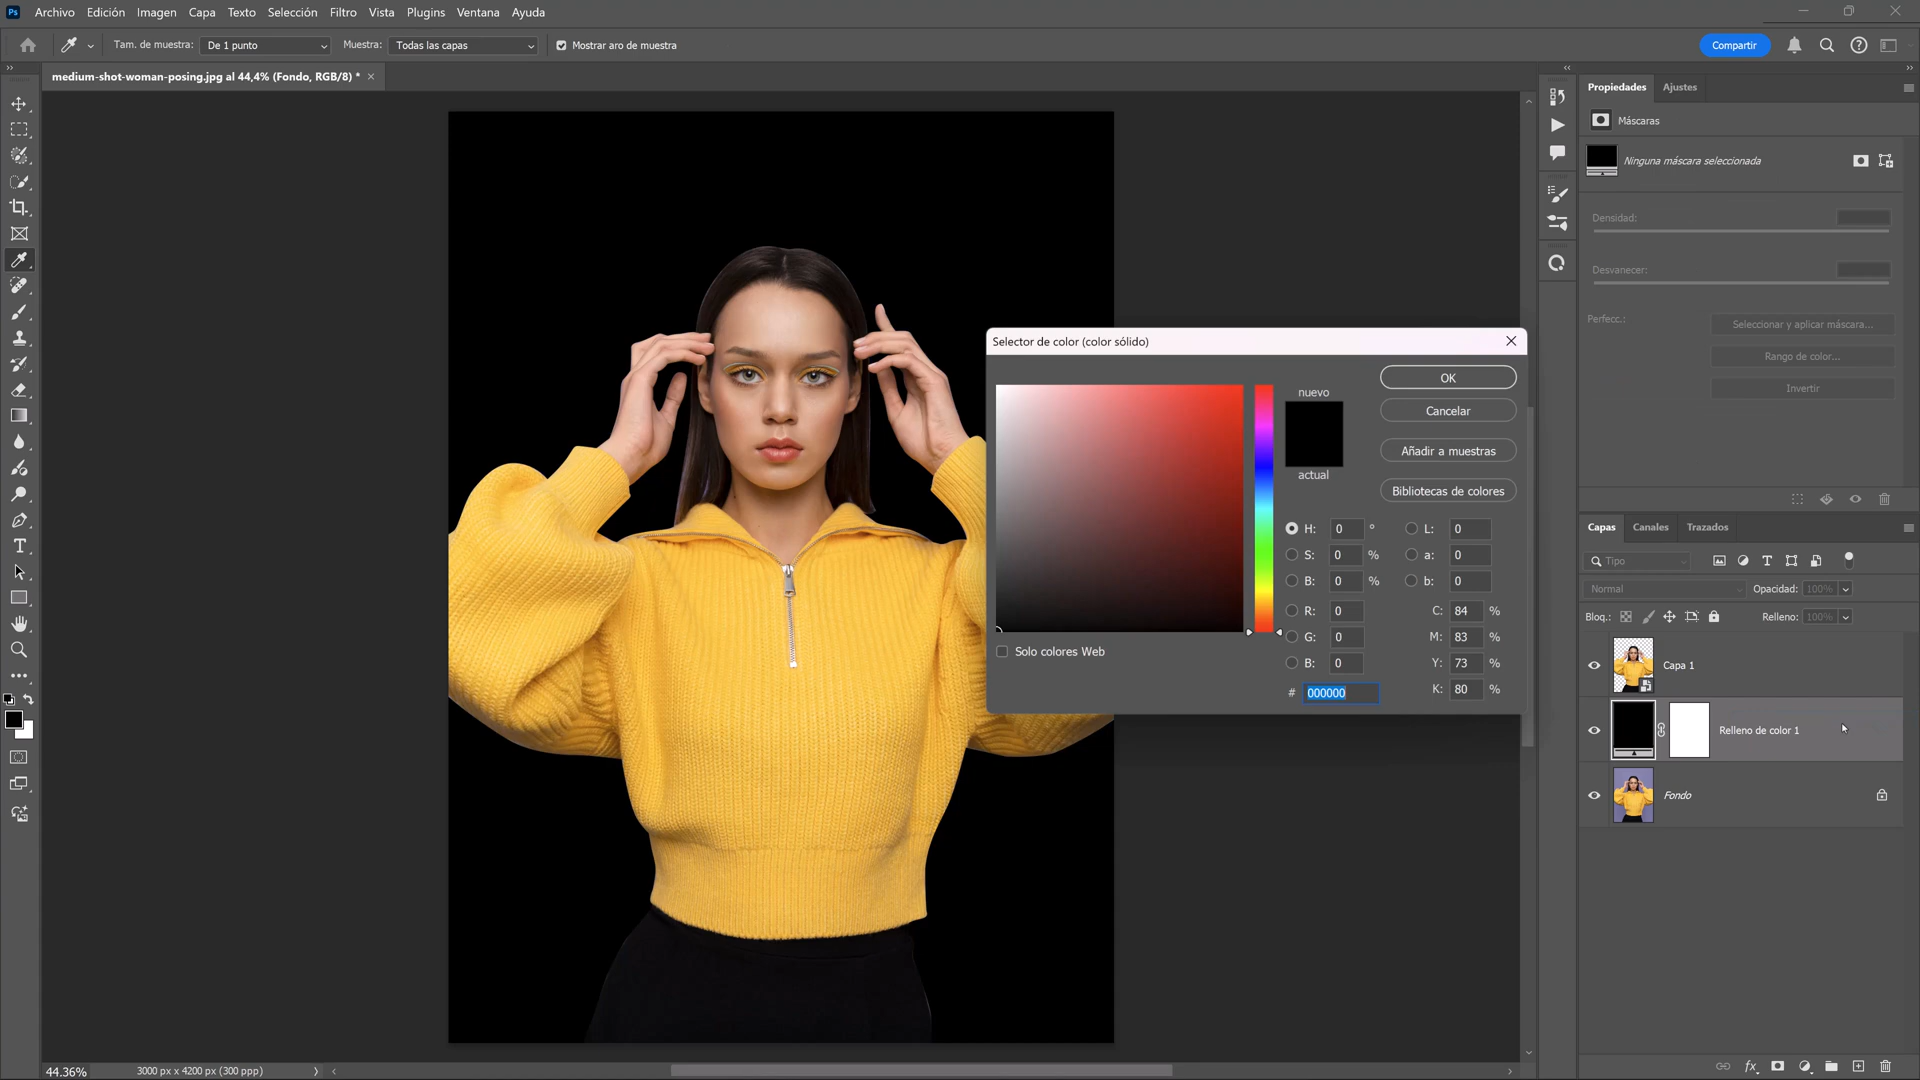 Ps Archivo Edición Imagen Capa Texto Selección Filtro Vista Plugins Ventana Ayuda
Tam. de muestra: De 1 punto Muestra: Todas las capas Mostrar aro de muestra Compartir
medium-shot-woman-posing.jpg al 44,4% (Fondo, RGB/8) *
Propiedades Ajustes
Máscaras
Ninguna máscara seleccionada
Densidad:
Desvanecer:
Perfecc.: Seleccionar y aplicar máscara...
Rango de color...
Invertir
Selector de color (color sólido)
nuevo
actual
OK
Cancelar
Añadir a muestras
Bibliotecas de colores
H: 0 ° L: 0
S: 0 % a: 0
B: 0 % b: 0
R: 0 C: 84 %
G: 0 M: 83 %
B: 0 Y: 73 %
# 000000 K: 80 %
Solo colores Web
Capas Canales Trazados
Tipo
Normal Opacidad: 100%
Bloq.: Relleno: 100%
Capa 1
Relleno de color 1
Fondo
fx
44.36% 3000 px x 4200 px (300 ppp)